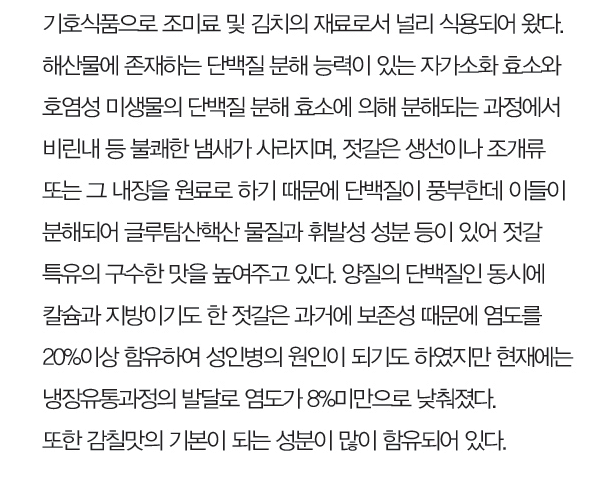 기호식품으로 조미료 및 김치의 재료로서 널리 식용되어 왔다.
해산물에 존재하는 단백질 분해 능력이 있는 자가소화 효소와
호염성 미생물의 단백질 분해 효소에 의해 분해되는 과정에서
비린내 등 불쾌한 냄새가 사라지며, 젓갈은 생선이나 조개류
또는 그 내장을 원료로 하기 때문에 단백질이 풍부한데 이들이
분해되어 글루탐산핵산 물질과 휘발성 성분 등이 있어 젓갈
특유의 구수한 맛을 높여주고 있다. 양질의 단백질인 동시에
칼슘과 지방이기도 한 젓갈은 과거에 보존성 때문에 염도를
20%이상 함유하여 성인병의 원인이 되기도 하였지만 현재에는
냉장유통과정의 발달로 염도가 8%미만으로 낮춰졌다.
또한 감칠맛의 기본이 되는 성분이 많이 함유되어 있다.